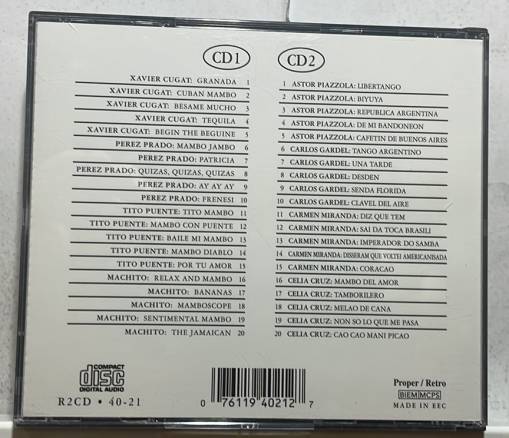 CD1
XAVIER CUGAT: GRANADA 1
XAVIER CUGAT: CUBAN MAMBO 2
XAVIER CUGAT: BESAME MUCHO 3
XAVIER CUGAT: TEQUILA 4
XAVIER CUGAT: BEGIN THE BEGUINE 5
PEREZ PRADO: MAMBO JAMBO 6
PEREZ PRADO: PATRICIA 7
PEREZ PRADO: QUIZAS, QUIZAS, QUIZAS 8
PEREZ PRADO: AY AY AY 9
PEREZ PRADO: FRENESI 10
TITO PUENTE: TITO MAMBO 11
TITO PUENTE: MAMBO CON PUENTE 12
TITO PUENTE: BAILE MI MAMBO 13
TITO PUENTE: MAMBO DIABLO 14
TITO PUENTE: POR TU AMOR 15
MACHITO: RELAX AND MAMBO 16
MACHITO: BANANAS 17
MACHITO: MAMBOSCOPE 18
MACHITO: SENTIMENTAL MAMBO 19
MACHITO: THE JAMAICAN 20
CD2
1 ASTOR PIAZZOLA: LIBERTANGO
2 ASTOR PIAZZOLA: BIYUYA
3 ASTOR PIAZZOLA: REPUBLICA ARGENTINA
4 ASTOR PIAZZOLA: DE MI BANDONEON
5 ASTOR PIAZZOLA: CAFETIN DE BUENOS AIRES
6 CARLOS GARDEL: TANGO ARGENTINO
7 CARLOS GARDEL: UNA TARDE
8 CARLOS GARDEL: DESDEN
9 CARLOS GARDEL: SENDA FLORIDA
10 CARLOS GARDEL: CLAVEL DEL AIRE
11 CARMEN MIRANDA: DIZ QUE TEM
12 CARMEN MIRANDA: SAI DA TOCA BRASILI
13 CARMEN MIRANDA: IMPERADOR DO SAMBA
14 CARMEN MIRANDA: DISSERAM QUE VOLTEI AMERICANISADA
15 CARMEN MIRANDA: CORACAO
16 CELIA CRUZ: MAMBO DEL AMOR
17 CELIA CRUZ: TAMBORILERO
18 CELIA CRUZ: MELAO DE CANA
19 CELIA CRUZ: NON SO LO QUE ME PASA
20 CELIA CRUZ: CAO CAO MANI PICAO
COMPACT
disc
DIGITAL AUDIO
R2CD • 40-21
0 76119 40212 7
Proper / Retro
BIEM MCPS
MADE IN EEC